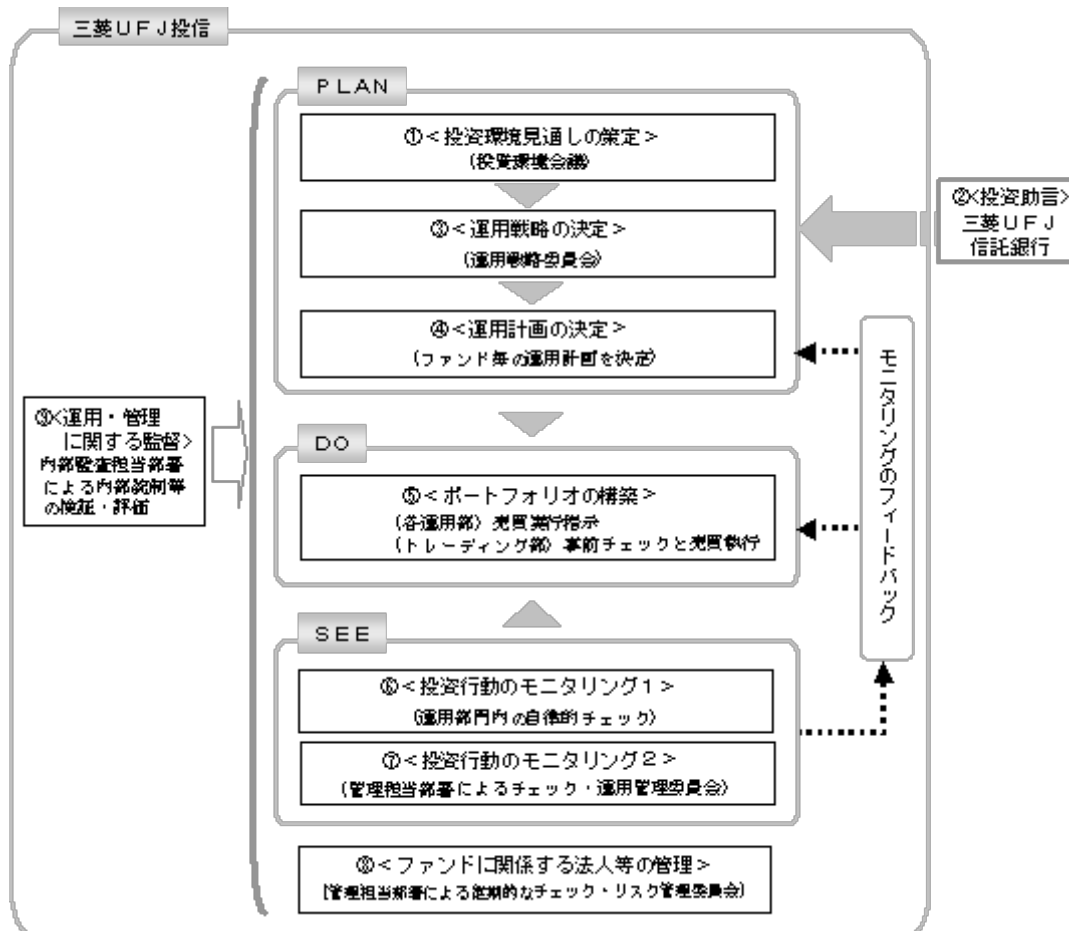 三菱UFJ投信
PLAN
①<投資環境見通しの策定>
(投資環境会議)
②<投資助言>
三菱UFJ
信託銀行
③<運用戦略の決定>
(運用戦略委員会)
④<運用計画の決定>
(ファンド毎の運用計画を決定)
モニタリングのフィードバック
⑨<運用・管理
に関する監督>
内部監査担当部署
による内部統制等
の検証・評価
DO
⑤<ポートフォリオの構築>
(各運用部)売買実行指示
(トレーディング部)事前チェックと売買執行
SEE
⑥<投資行動のモニタリング1>
(運用部門内の自律的チェック)
⑦<投資行動のモニタリング2>
(管理担当部署によるチェック・運用管理委員会)
⑧<ファンドに関係する法人等の管理>
(管理担当部署による定期的なチェック・リスク管理委員会)